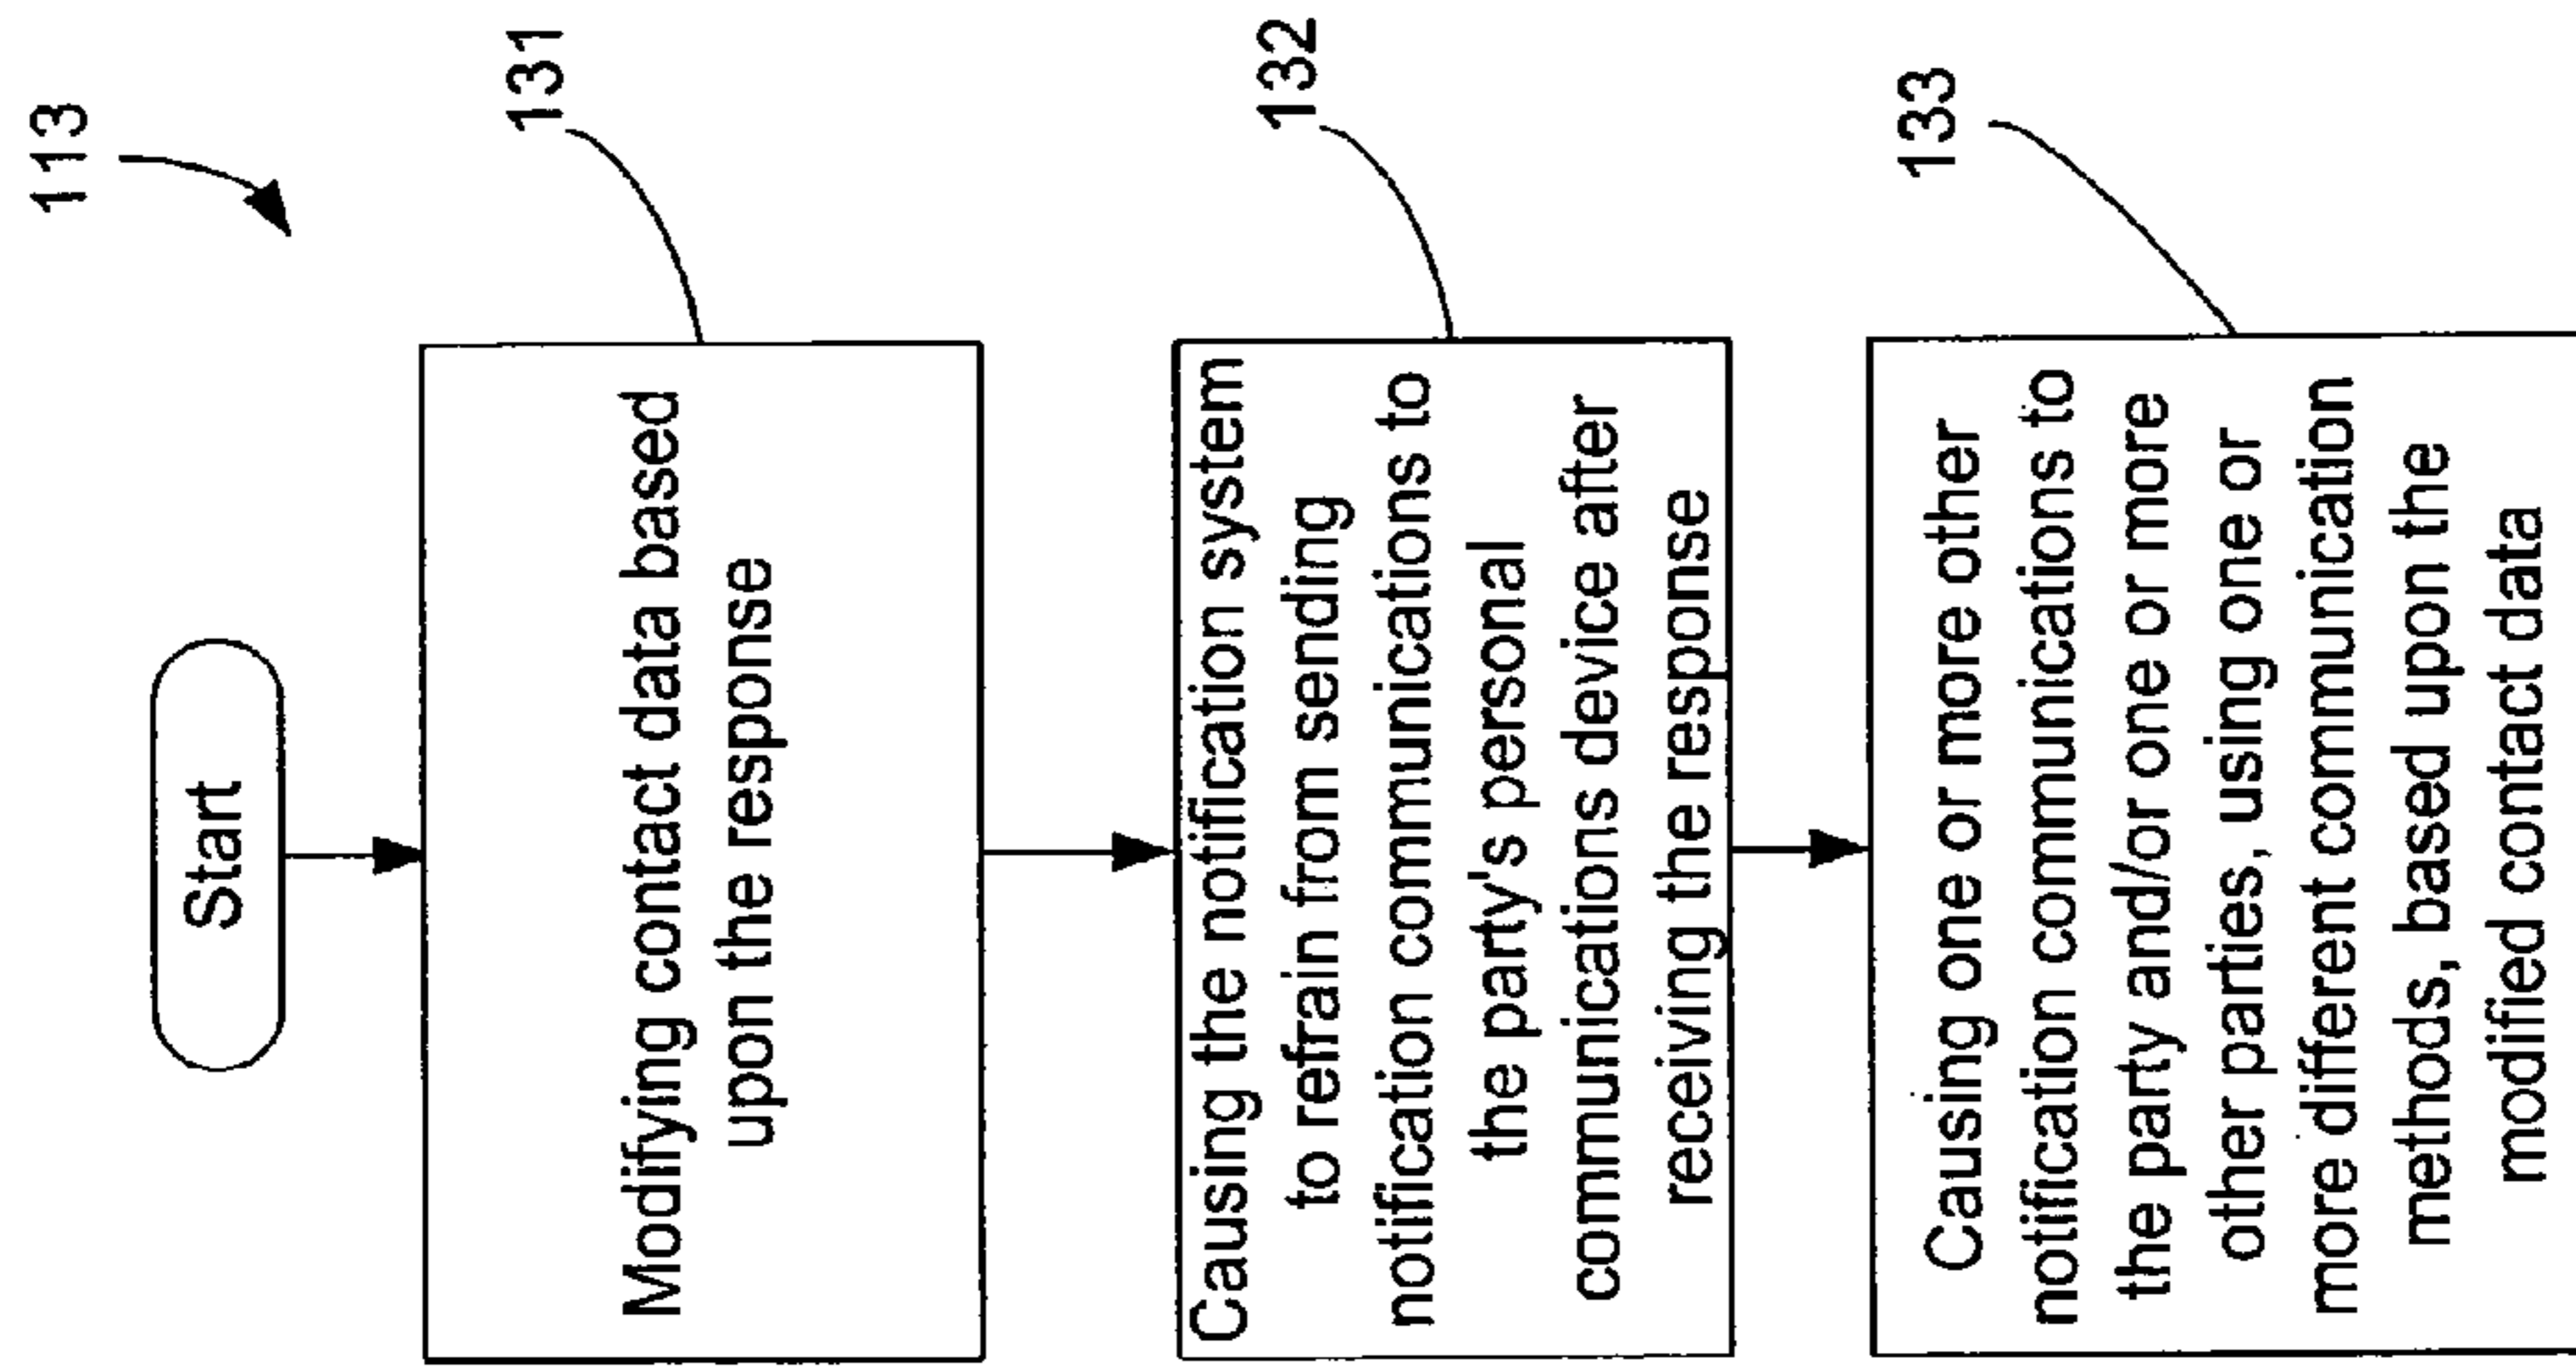 113
Start
131
Modifying contact data based
upon the response
132
Causing the notification system
to refrain from sending
notification communications to
the party's personal
communications device after
receiving the response
133
Causing one or more other
notification communications to
the party and/or one or more
other parties, using one or
more different communication
methods, based upon the
modified contact data